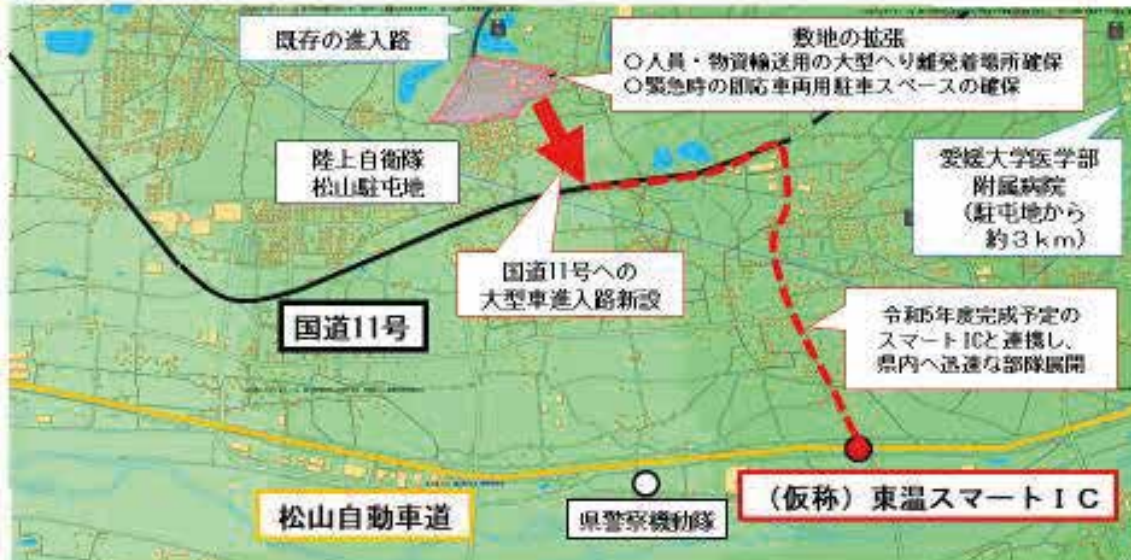 既存の進入路
敷地の拡張
○人員・物資輸送用の大型ヘリ離発着場所確保
○緊急時の即応車両用駐車スペースの確保
陸上自衛隊
松山駐屯地
愛媛大学医学部
附属病院
(駐屯地から
約3km)
国道11号への
大型車進入路新設
国道11号
令和5年度完成予定の
スマートICと連携し、
県内へ迅速な部隊展開
松山自動車道
県警察機動隊
(仮称)東温スマートIC